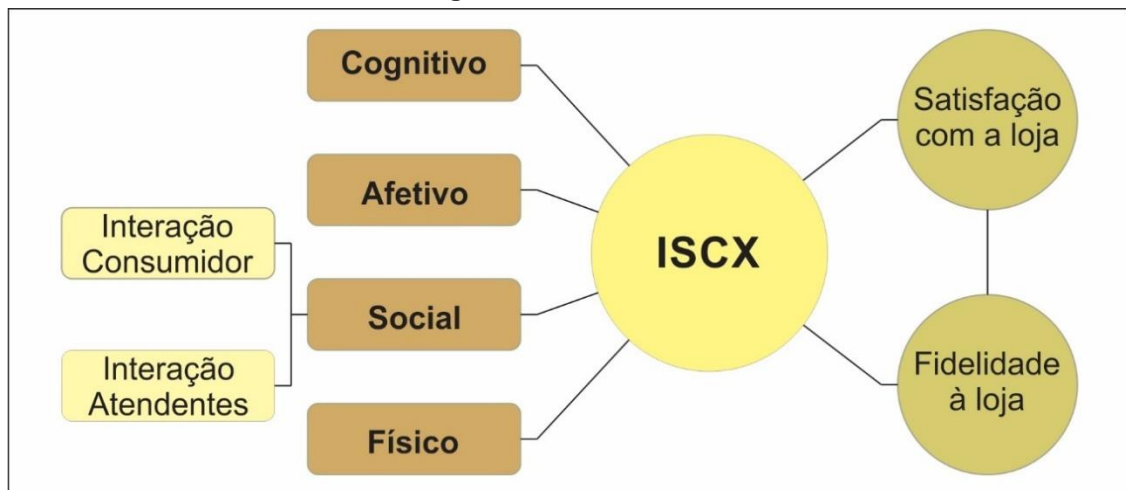 Cognitivo
Afetivo
Interação
Consumidor
Social
Interação
Atendentes
Físico
ISCX
Satisfação
com a loja
Fidelidade
à loja